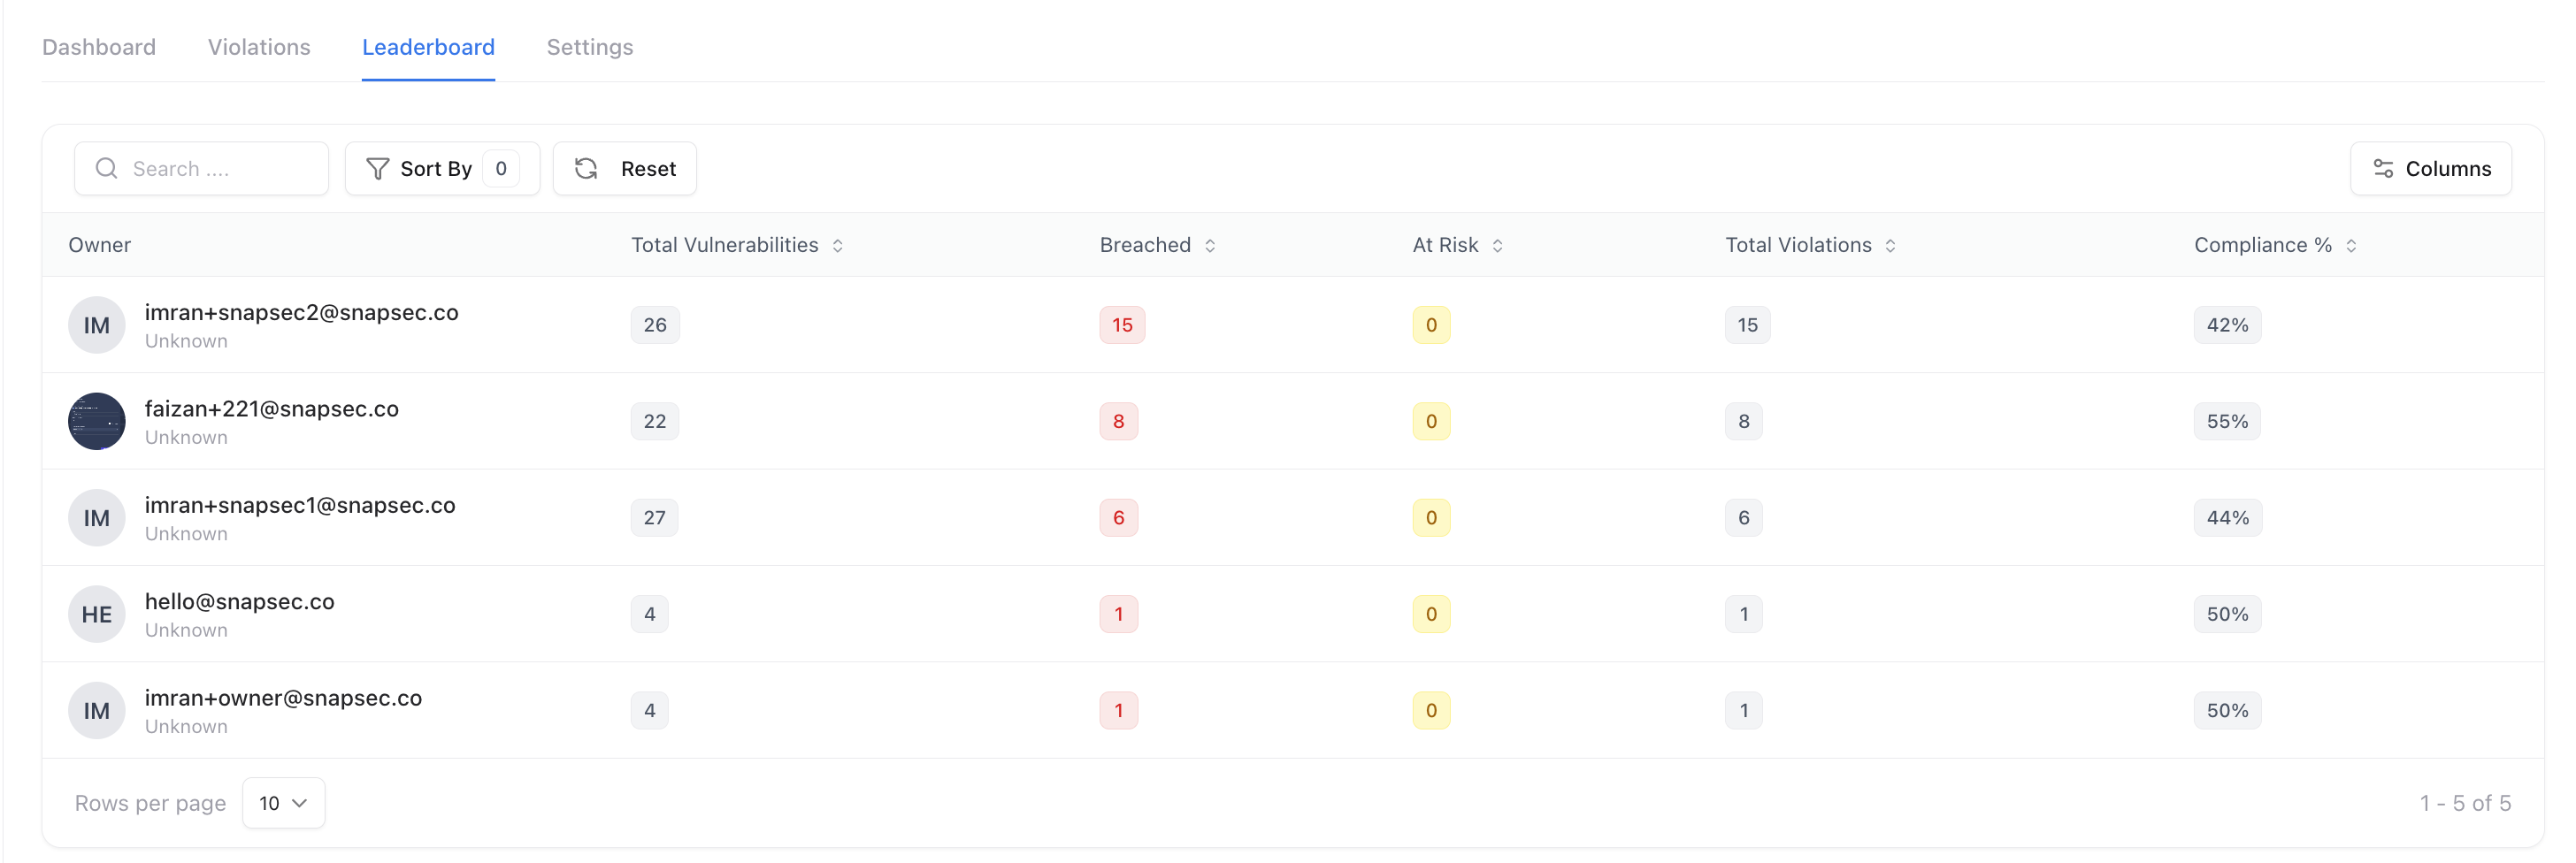 Dashboard Violations Leaderboard Settings
Search .... Sort By 0 Reset Columns
Owner Total Vulnerabilities Breached At Risk Total Violations Compliance %
IM imran+snapsec2@snapsec.co 26 15 0 15 42%
Unknown
faizan+221@snapsec.co 22 8 0 8 55%
Unknown
IM imran+snapsec1@snapsec.co 27 6 0 6 44%
Unknown
HE hello@snapsec.co 4 1 0 1 50%
Unknown
IM imran+owner@snapsec.co 4 1 0 1 50%
Unknown
Rows per page 10 1 - 5 of 5